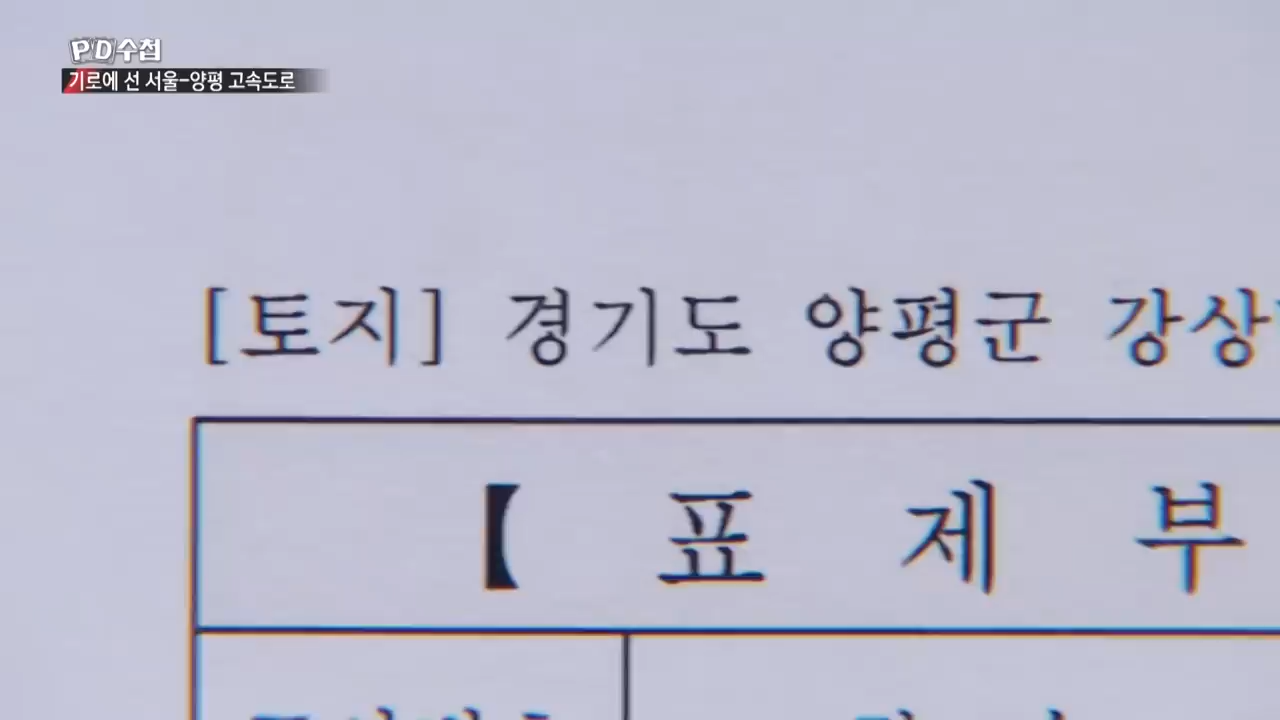 PD수첩
기로에 선 서울-양평 고속도로
[토지] 경기도 양평군 강상
【 표 제 부